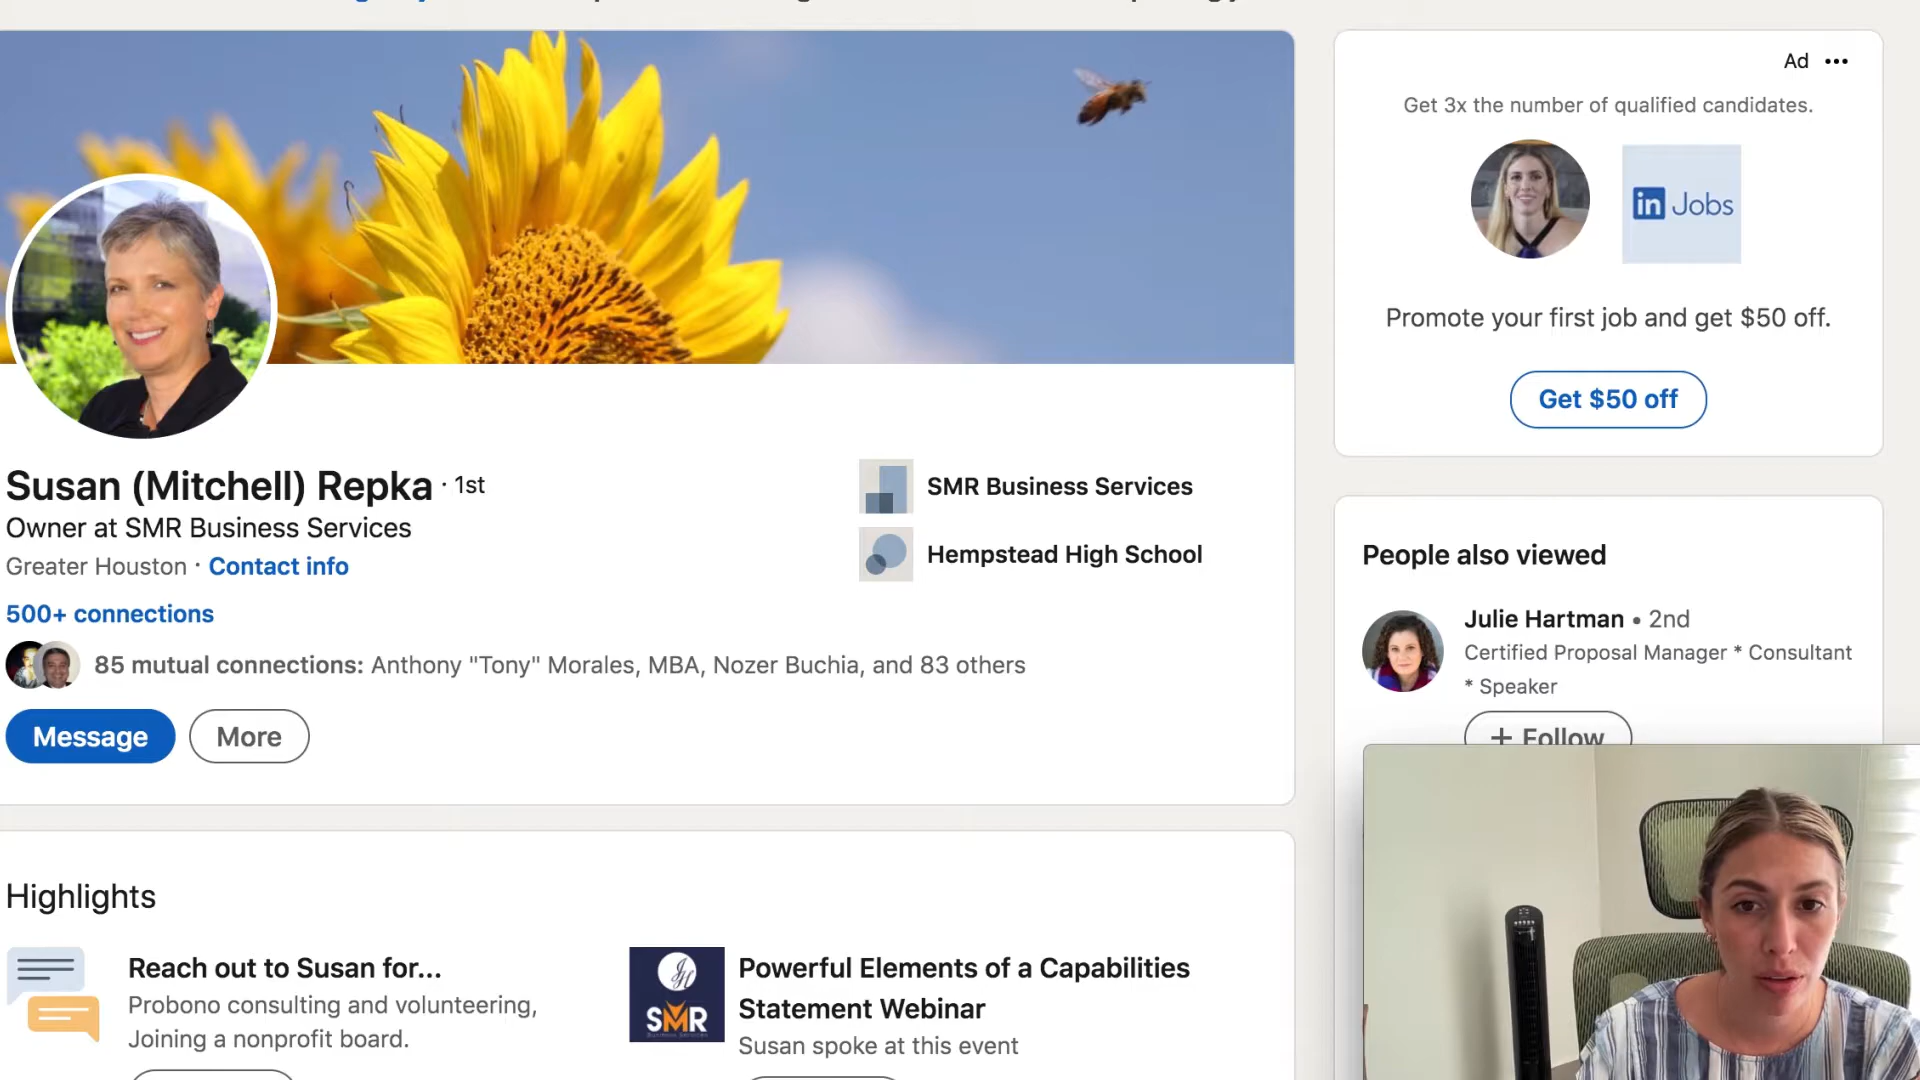 Ad
Get 3x the number of qualified candidates.
in Jobs
Promote your first job and get $50 off.
Get $50 off
Susan (Mitchell) Repka · 1st
Owner at SMR Business Services
Greater Houston · Contact info
500+ connections
85 mutual connections: Anthony "Tony" Morales, MBA, Nozer Buchia, and 83 others
Message
More
SMR Business Services
Hempstead High School
People also viewed
Julie Hartman • 2nd
Certified Proposal Manager * Consultant
* Speaker
+ Follow
Highlights
Reach out to Susan for...
Probono consulting and volunteering,
Joining a nonprofit board.
JH
SMR
Powerful Elements of a Capabilities
Statement Webinar
Susan spoke at this event